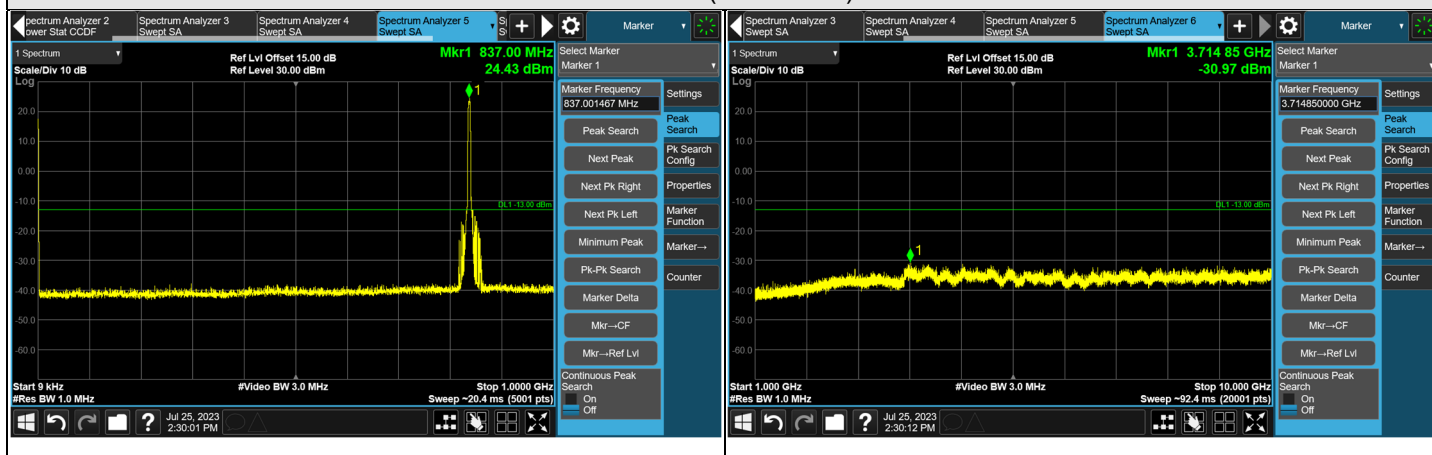 pectrum Analyzer 2
ower Stat CCDF
Spectrum Analyzer 3
Swept SA
Spectrum Analyzer 4
Swept SA
Spectrum Analyzer 5
Swept SA
Marker
1 Spectrum
Scale/Div 10 dB
Log
Ref Lvl Offset 15.00 dB
Ref Level 30.00 dBm
Mkr1 837.00 MHz
24.43 dBm
1
20.0
10.0
0.00
-10.0
-20.0
-30.0
-40.0
-50.0
-60.0
DL1 -13.00 dBm
Start 9 kHz
#Res BW 1.0 MHz
#Video BW 3.0 MHz
Stop 1.0000 GHz
Sweep ~20.4 ms (5001 pts)
Select Marker
Marker 1
Marker Frequency
837.001467 MHz
Peak Search
Next Peak
Next Pk Right
Next Pk Left
Minimum Peak
Pk-Pk Search
Marker Delta
Mkr→CF
Mkr→Ref Lvl
Continuous Peak
Search
On
Off
Settings
Peak
Search
Pk Search
Config
Properties
Marker
Function
Marker→
Counter
?
Jul 25, 2023
2:30:01 PM
Spectrum Analyzer 3
Swept SA
Spectrum Analyzer 4
Swept SA
Spectrum Analyzer 5
Swept SA
Spectrum Analyzer 6
Swept SA
Marker
1 Spectrum
Scale/Div 10 dB
Log
Ref Lvl Offset 15.00 dB
Ref Level 30.00 dBm
Mkr1 3.714 85 GHz
-30.97 dBm
1
20.0
10.0
0.00
-10.0
-20.0
-30.0
-40.0
-50.0
-60.0
DL1 -13.00 dBm
Start 1.000 GHz
#Res BW 1.0 MHz
#Video BW 3.0 MHz
Stop 10.000 GHz
Sweep ~92.4 ms (20001 pts)
Select Marker
Marker 1
Marker Frequency
3.714850000 GHz
Peak Search
Next Peak
Next Pk Right
Next Pk Left
Minimum Peak
Pk-Pk Search
Marker Delta
Mkr→CF
Mkr→Ref Lvl
Continuous Peak
Search
On
Off
Settings
Peak
Search
Pk Search
Config
Properties
Marker
Function
Marker→
Counter
?
Jul 25, 2023
2:30:12 PM